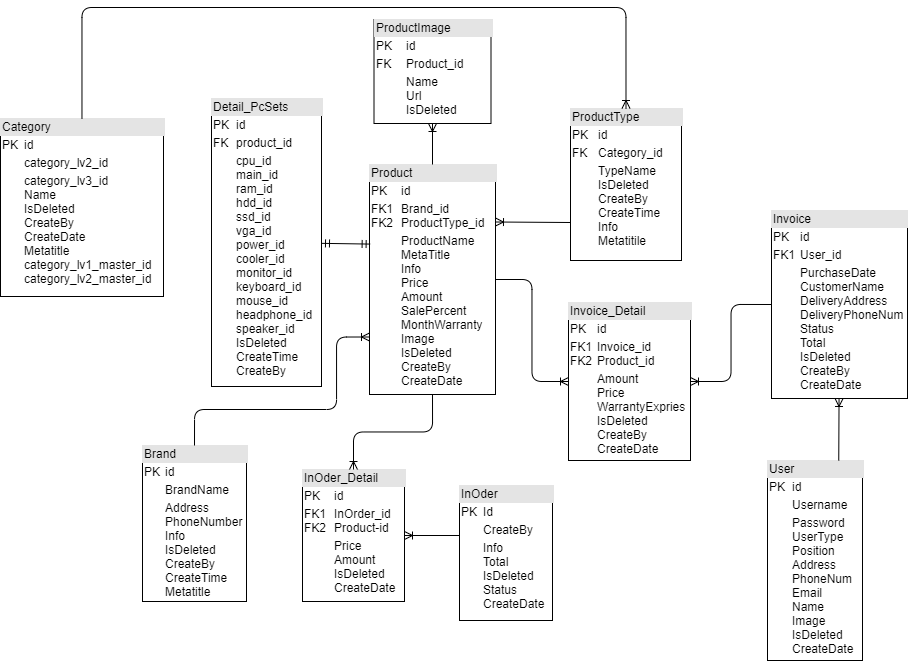 ProductImage
PK id
FK Product_id
Name
Url
IsDeleted
Detail_PcSets
PK id
FK product_id
cpu_id
main_id
ram_id
hdd_id
ssd_id
vga_id
power_id
cooler_id
monitor_id
keyboard_id
mouse_id
headphone_id
speaker_id
IsDeleted
CreateTime
CreateBy
ProductType
PK id
FK Category_id
TypeName
IsDeleted
CreateBy
CreateTime
Info
Metatitile
Category
PK id
category_lv2_id
category_lv3_id
Name
IsDeleted
CreateBy
CreateDate
Metatitle
category_lv1_master_id
category_lv2_master_id
Product
PK id
FK1 Brand_id
FK2 ProductType_id
ProductName
MetaTitle
Info
Price
Amount
SalePercent
MonthWarranty
Image
IsDeleted
CreateBy
CreateDate
Invoice
PK id
FK1 User_id
PurchaseDate
CustomerName
DeliveryAddress
DeliveryPhoneNum
Status
Total
IsDeleted
CreateBy
CreateDate
Invoice_Detail
PK id
FK1 Invoice_id
FK2 Product_id
Amount
Price
WarrantyExpries
IsDeleted
CreateBy
CreateDate
Brand
PK id
BrandName
Address
PhoneNumber
Info
IsDeleted
CreateBy
CreateTime
Metatitle
InOder_Detail
PK id
FK1 InOrder_id
FK2 Product-id
Price
Amount
IsDeleted
CreateDate
InOder
PK Id
CreateBy
Info
Total
IsDeleted
Status
CreateDate
User
PK id
Username
Password
UserType
Position
Address
PhoneNum
Email
Name
Image
IsDeleted
CreateDate